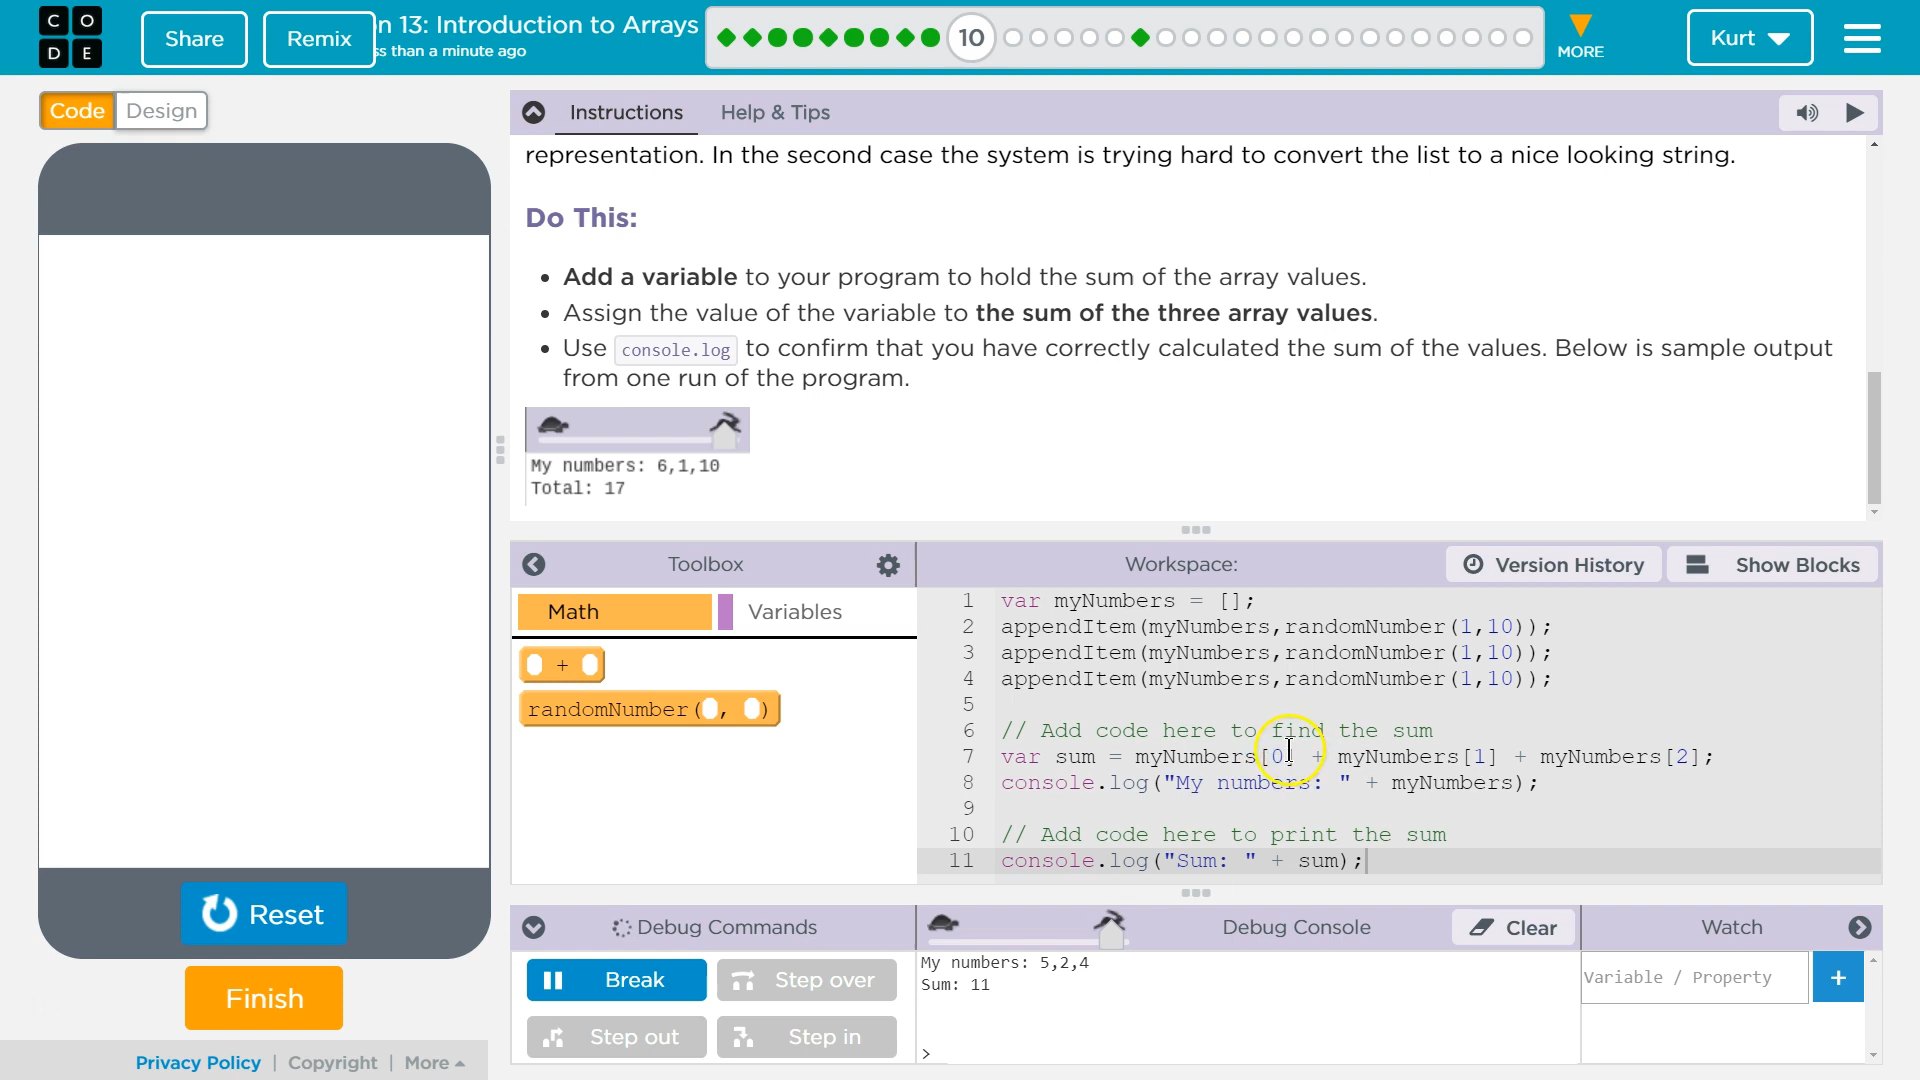 C O
D E
Share
Remix
n 13: Introduction to Arrays
ss than a minute ago
10
MORE
Kurt
Code
Design
Instructions
Help & Tips
representation. In the second case the system is trying hard to convert the list to a nice looking string.
Do This:
Add a variable to your program to hold the sum of the array values.
Assign the value of the variable to the sum of the three array values.
Use console.log to confirm that you have correctly calculated the sum of the values. Below is sample output
from one run of the program.
My numbers: 6,1,10
Total: 17
Toolbox
Workspace:
Version History
Show Blocks
Math
Variables
+
randomNumber( , )
1 var myNumbers = [];
2 appendItem(myNumbers,randomNumber(1,10));
3 appendItem(myNumbers,randomNumber(1,10));
4 appendItem(myNumbers,randomNumber(1,10));
5
6 // Add code here to find the sum
7 var sum = myNumbers[0] + myNumbers[1] + myNumbers[2];
8 console.log("My numbers: " + myNumbers);
9
10 // Add code here to print the sum
11 console.log("Sum: " + sum);
Reset
Finish
Debug Commands
Debug Console
Clear
Watch
Break
Step over
Step out
Step in
My numbers: 5,2,4
Sum: 11
>
Variable / Property
+
Privacy Policy | Copyright | More